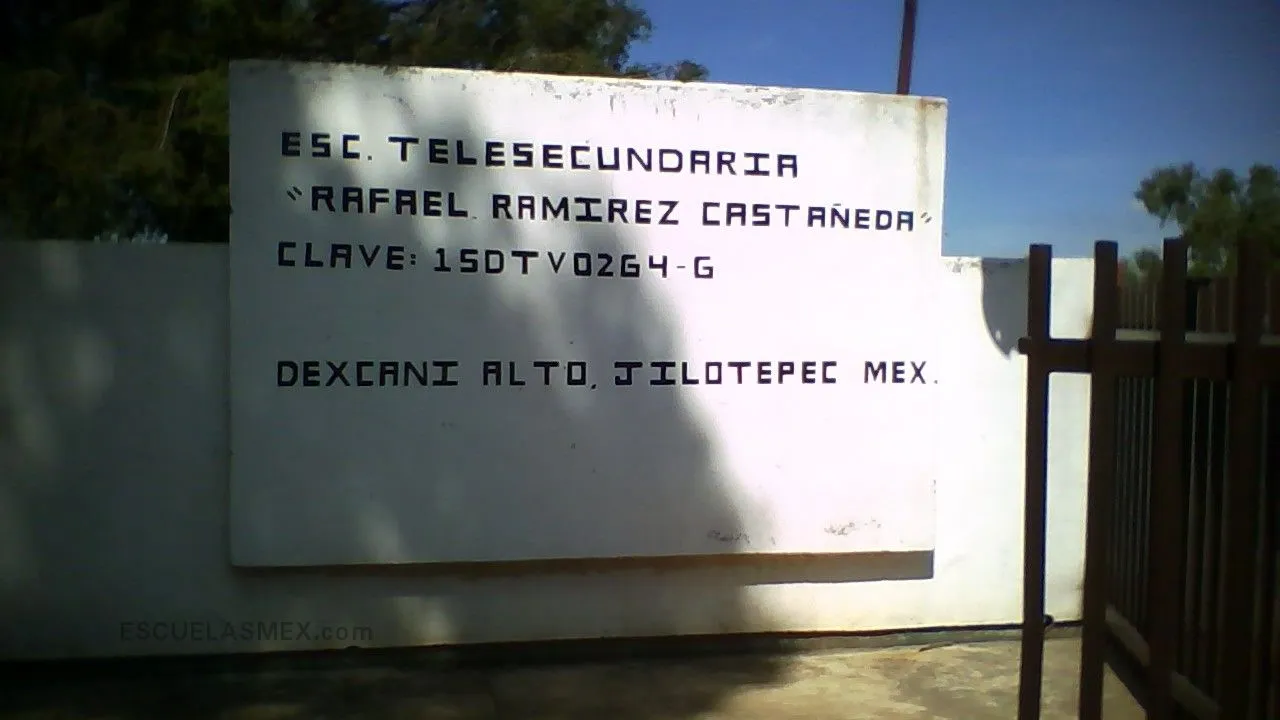 ESC. TELESECUNDARIA
"RAFAEL RAMIREZ CASTAÑEDA"
CLAVE: 15DTV0264-G
DEXCANI ALTO, JILOTEPEC MEX.
ESCUELASMEX.com